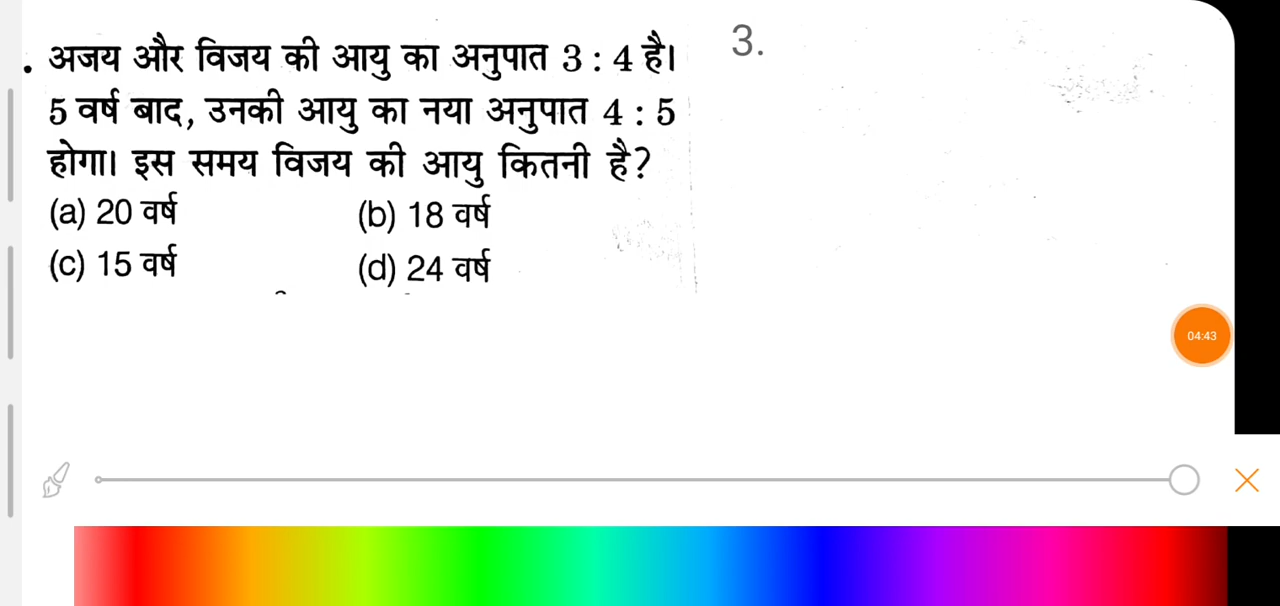 . अजय और विजय की आयु का अनुपात 3 : 4 है।
5 वर्ष बाद, उनकी आयु का नया अनुपात 4 : 5
होगा। इस समय विजय की आयु कितनी है?
(a) 20 वर्ष (b) 18 वर्ष
(c) 15 वर्ष (d) 24 वर्ष
3.
04:43